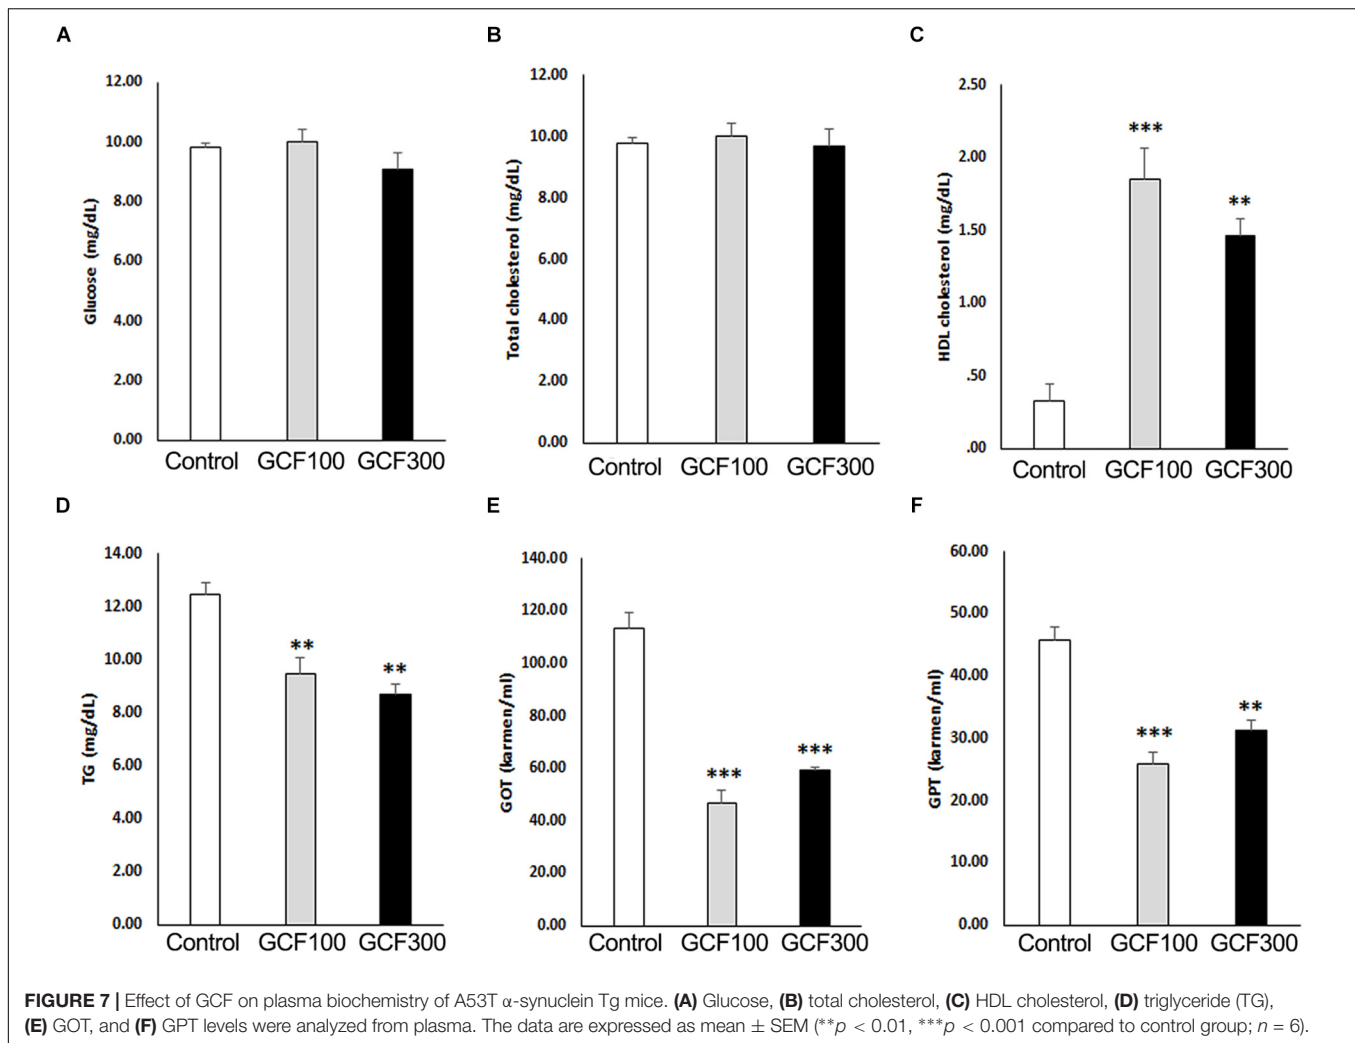 A
12.00
10.00
8.00
6.00
4.00
2.00
0.00
Glucose (mg/dL)
Control GCF100 GCF300
B
12.00
10.00
8.00
6.00
4.00
2.00
0.00
Total cholesterol (mg/dL)
Control GCF100 GCF300
C
2.50
2.00
1.50
1.00
.50
.00
HDL cholesterol (mg/dL)
***
**
Control GCF100 GCF300
D
14.00
12.00
10.00
8.00
6.00
4.00
2.00
0.00
TG (mg/dL)
**
**
Control GCF100 GCF300
E
140.00
120.00
100.00
80.00
60.00
40.00
20.00
0.00
GOT (karmen/ml)
***
***
Control GCF100 GCF300
F
60.00
50.00
40.00
30.00
20.00
10.00
0.00
GPT (karmen/ml)
***
**
Control GCF100 GCF300
FIGURE 7 | Effect of GCF on plasma biochemistry of A53T α-synuclein Tg mice. (A) Glucose, (B) total cholesterol, (C) HDL cholesterol, (D) triglyceride (TG),
(E) GOT, and (F) GPT levels were analyzed from plasma. The data are expressed as mean ± SEM (**p < 0.01, ***p < 0.001 compared to control group; n = 6).